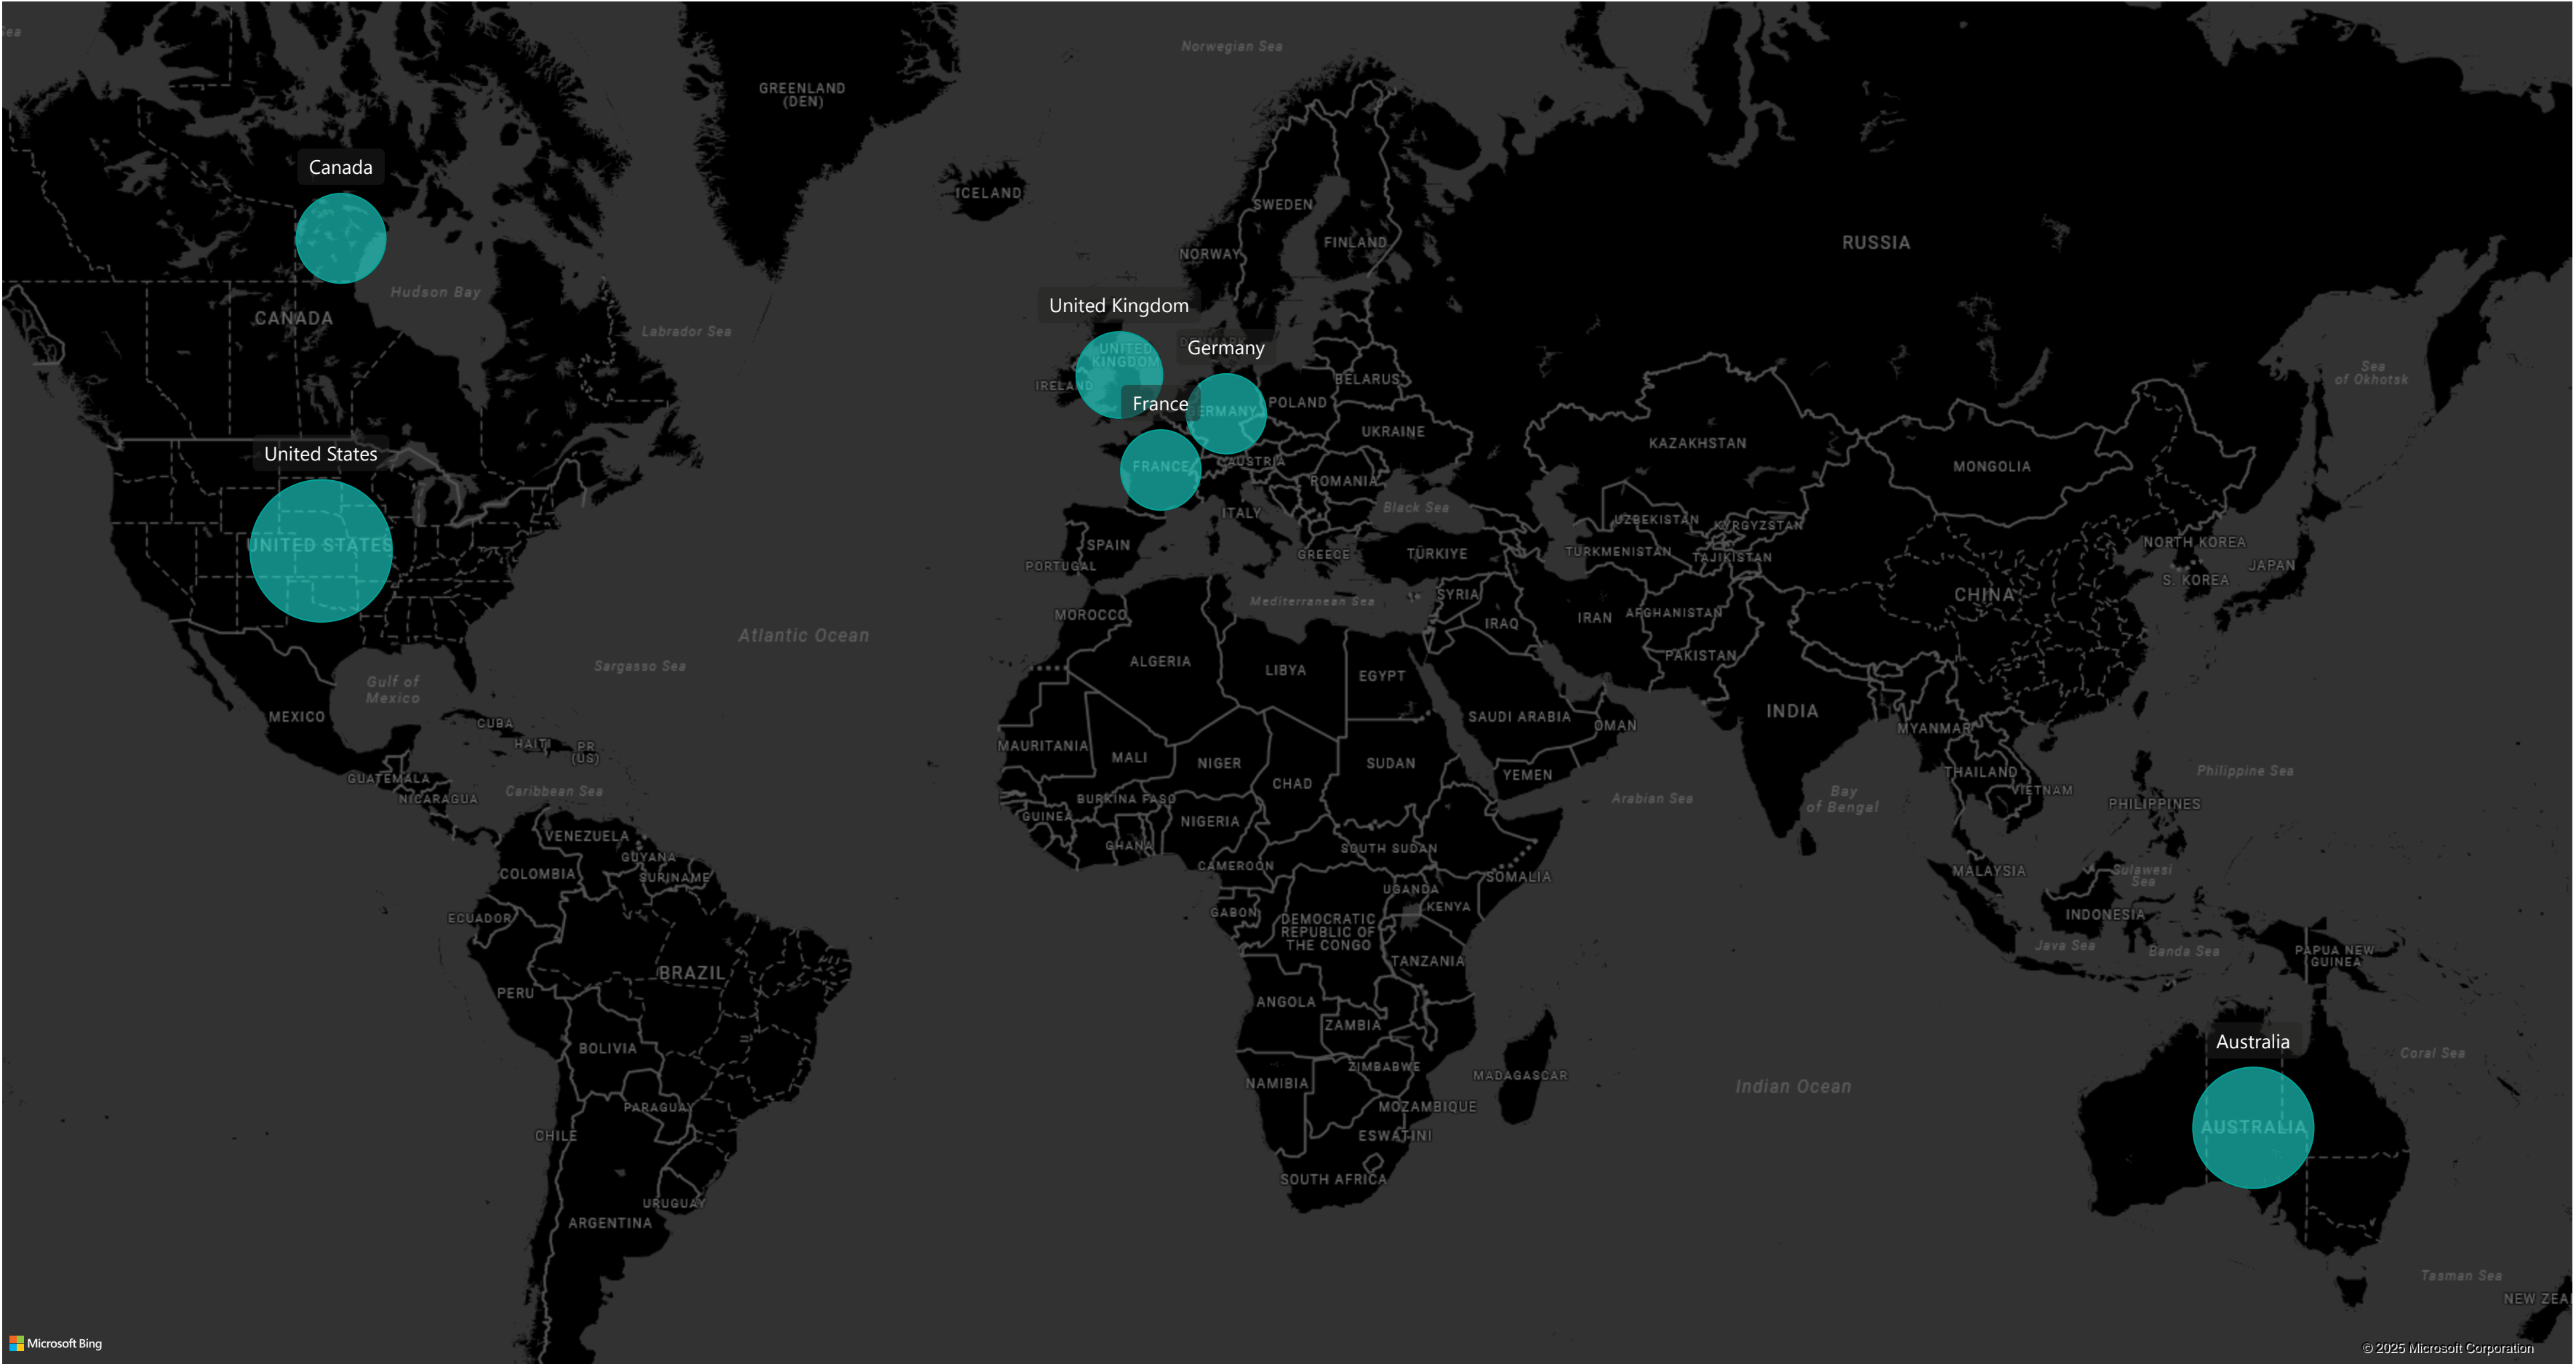 Sea
Norwegian Sea
GREENLAND
(DEN)
Canada
ICELAND
SWEDEN
FINLAND
NORWAY
RUSSIA
Hudson Bay
CANADA
Labrador Sea
United Kingdom
UNITED
KINGDOM
Germany
IRELAND
France
GERMANY
POLAND
BELARUS
Sea
of Okhotsk
United States
UKRAINE
KAZAKHSTAN
MONGOLIA
FRANCE
AUSTRIA
ROMANIA
Black Sea
ITALY
UZBEKISTAN
KYRGYZSTAN
UNITED STATES
SPAIN
GREECE
TÜRKIYE
TURKMENISTAN
TAJIKISTAN
NORTH KOREA
PORTUGAL
JAPAN
S. KOREA
Mediterranean Sea
SYRIA
CHINA
MOROCCO
IRAQ
IRAN
AFGHANISTAN
Atlantic Ocean
Sargasso Sea
ALGERIA
LIBYA
EGYPT
PAKISTAN
Gulf of
Mexico
MEXICO
CUBA
SAUDI ARABIA
OMAN
INDIA
MYANMAR
HAITI
PR
(US)
MAURITANIA
MALI
NIGER
CHAD
SUDAN
YEMEN
THAILAND
Philippine Sea
GUATEMALA
NICARAGUA
Caribbean Sea
BURKINA FASO
Arabian Sea
Bay
of Bengal
VIETNAM
PHILIPPINES
GUINEA
NIGERIA
VENEZUELA
GHANA
SOUTH SUDAN
GUYANA
CAMEROON
COLOMBIA
SURINAME
SOMALIA
MALAYSIA
Sulawesi
Sea
UGANDA
KENYA
ECUADOR
GABON
DEMOCRATIC
REPUBLIC OF
THE CONGO
INDONESIA
Java Sea
Banda Sea
PAPUA NEW
GUINEA
BRAZIL
TANZANIA
PERU
ANGOLA
ZAMBIA
BOLIVIA
Australia
Coral Sea
ZIMBABWE
NAMIBIA
MADAGASCAR
Indian Ocean
PARAGUAY
MOZAMBIQUE
CHILE
ESWATINI
AUSTRALIA
SOUTH AFRICA
URUGUAY
ARGENTINA
Tasman Sea
NEW ZEA
Microsoft Bing
© 2025 Microsoft Corporation